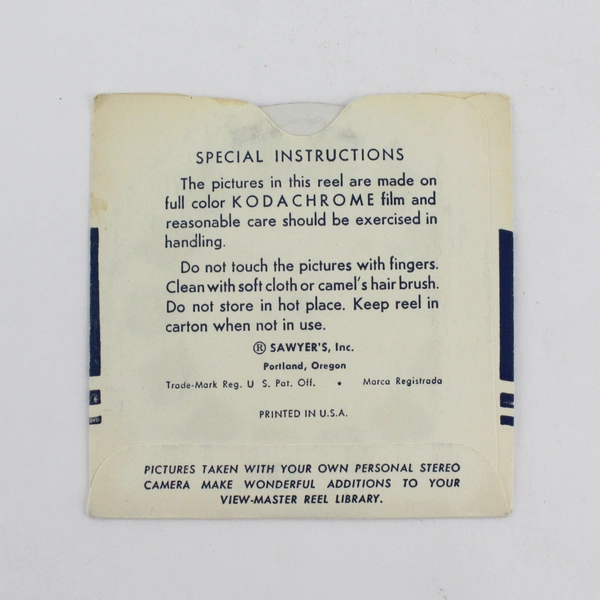 SPECIAL INSTRUCTIONS
The pictures in this reel are made on
full color KODACHROME film and
reasonable care should be exercised in
handling.
Do not touch the pictures with fingers.
Clean with soft cloth or camel's hair brush.
Do not store in hot place. Keep reel in
carton when not in use.
® SAWYER'S, Inc.
Portland, Oregon
Trade-Mark Reg. U S. Pat. Off. • Marca Registrada
PRINTED IN U.S.A.
PICTURES TAKEN WITH YOUR OWN PERSONAL STEREO
CAMERA MAKE WONDERFUL ADDITIONS TO YOUR
VIEW-MASTER REEL LIBRARY.